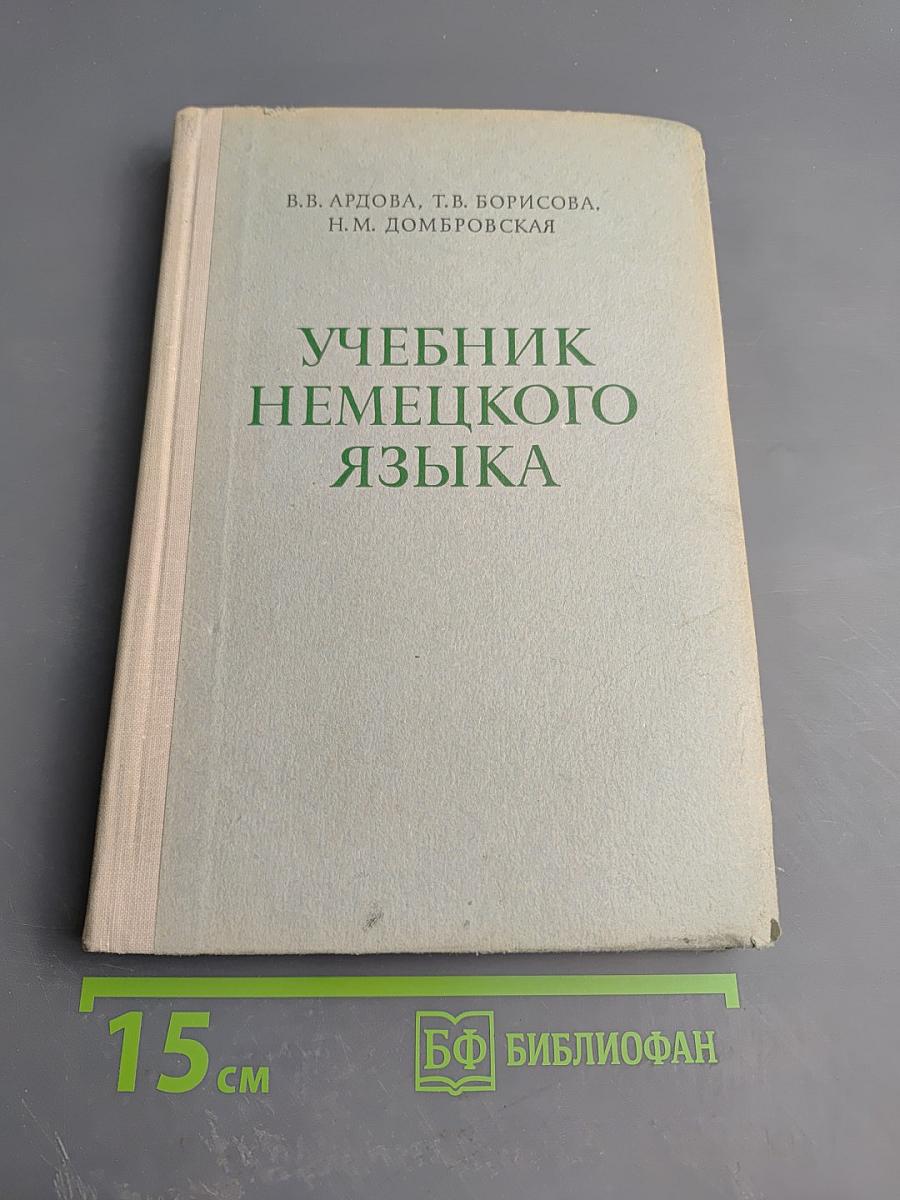 В.В. АРДОВА, Т.В. БОРИСОВА,
Н.М. ДОМБРОВСКАЯ
УЧЕБНИК
НЕМЕЦКОГО
ЯЗЫКА
15 см
БФ БИБЛИОФАН